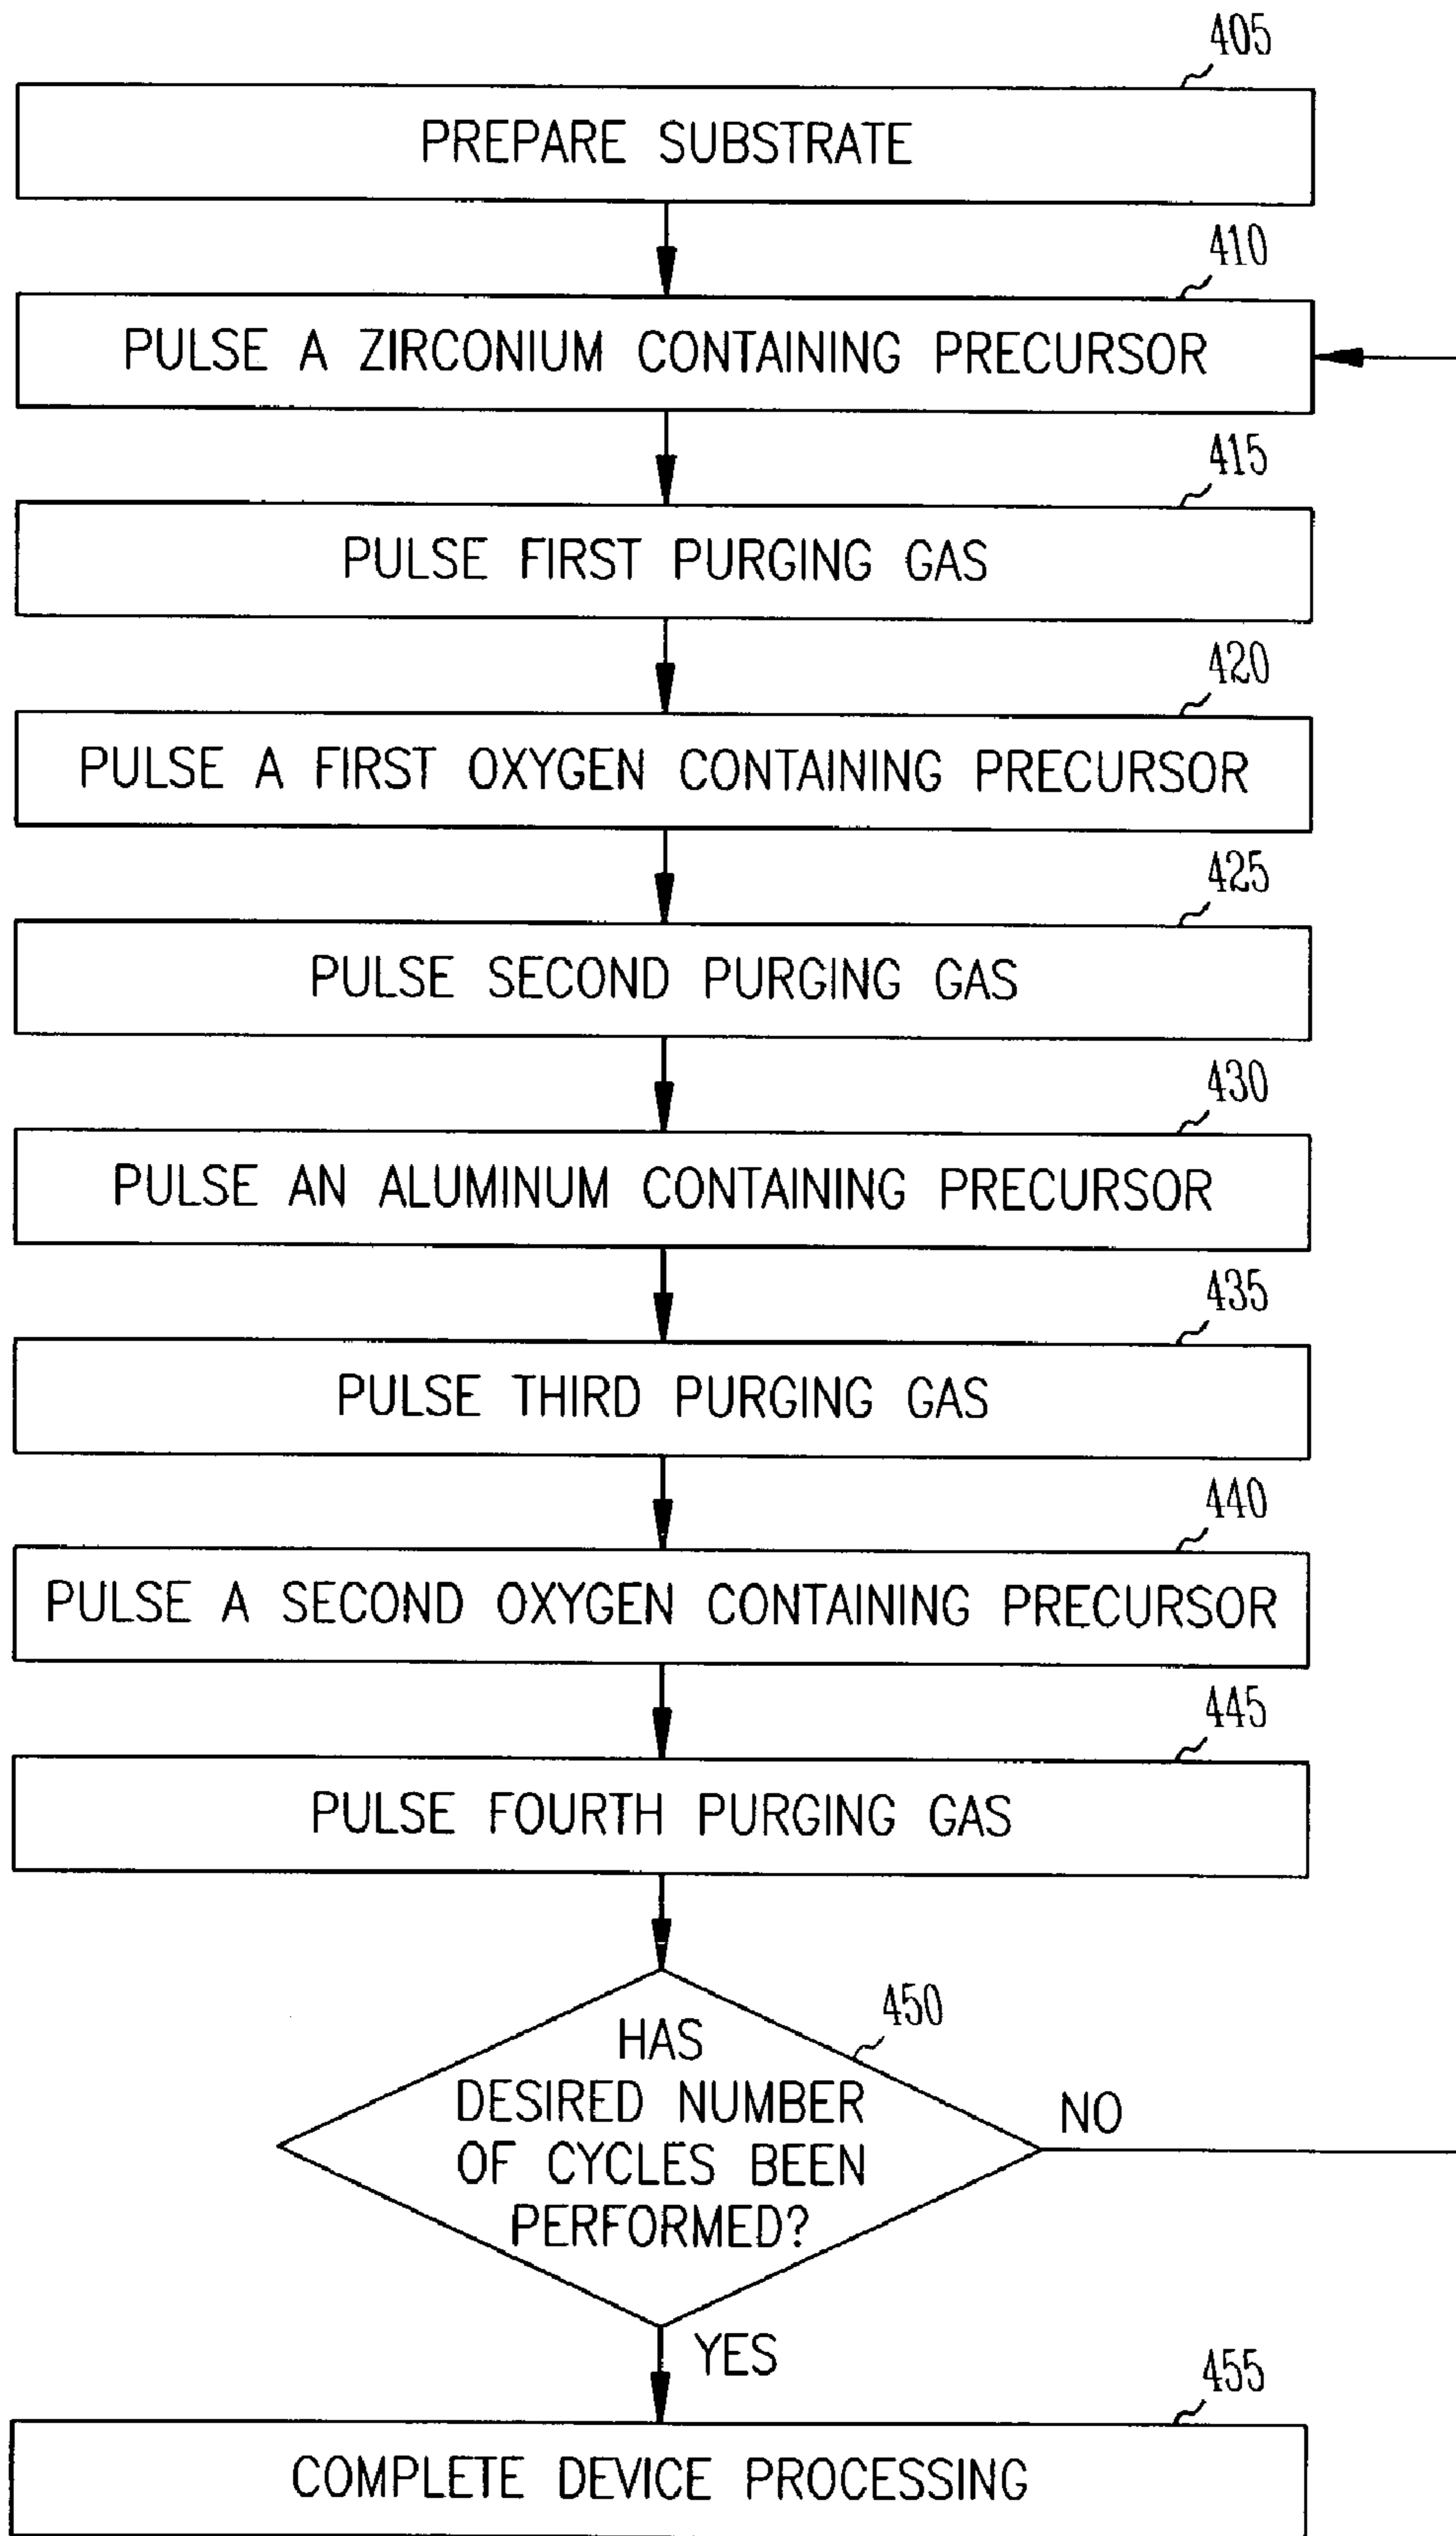 405
PREPARE SUBSTRATE
410
PULSE A ZIRCONIUM CONTAINING PRECURSOR
415
PULSE FIRST PURGING GAS
420
PULSE A FIRST OXYGEN CONTAINING PRECURSOR
425
PULSE SECOND PURGING GAS
430
PULSE AN ALUMINUM CONTAINING PRECURSOR
435
PULSE THIRD PURGING GAS
440
PULSE A SECOND OXYGEN CONTAINING PRECURSOR
445
PULSE FOURTH PURGING GAS
450
HAS
DESIRED NUMBER
OF CYCLES BEEN
PERFORMED?
NO
YES
455
COMPLETE DEVICE PROCESSING